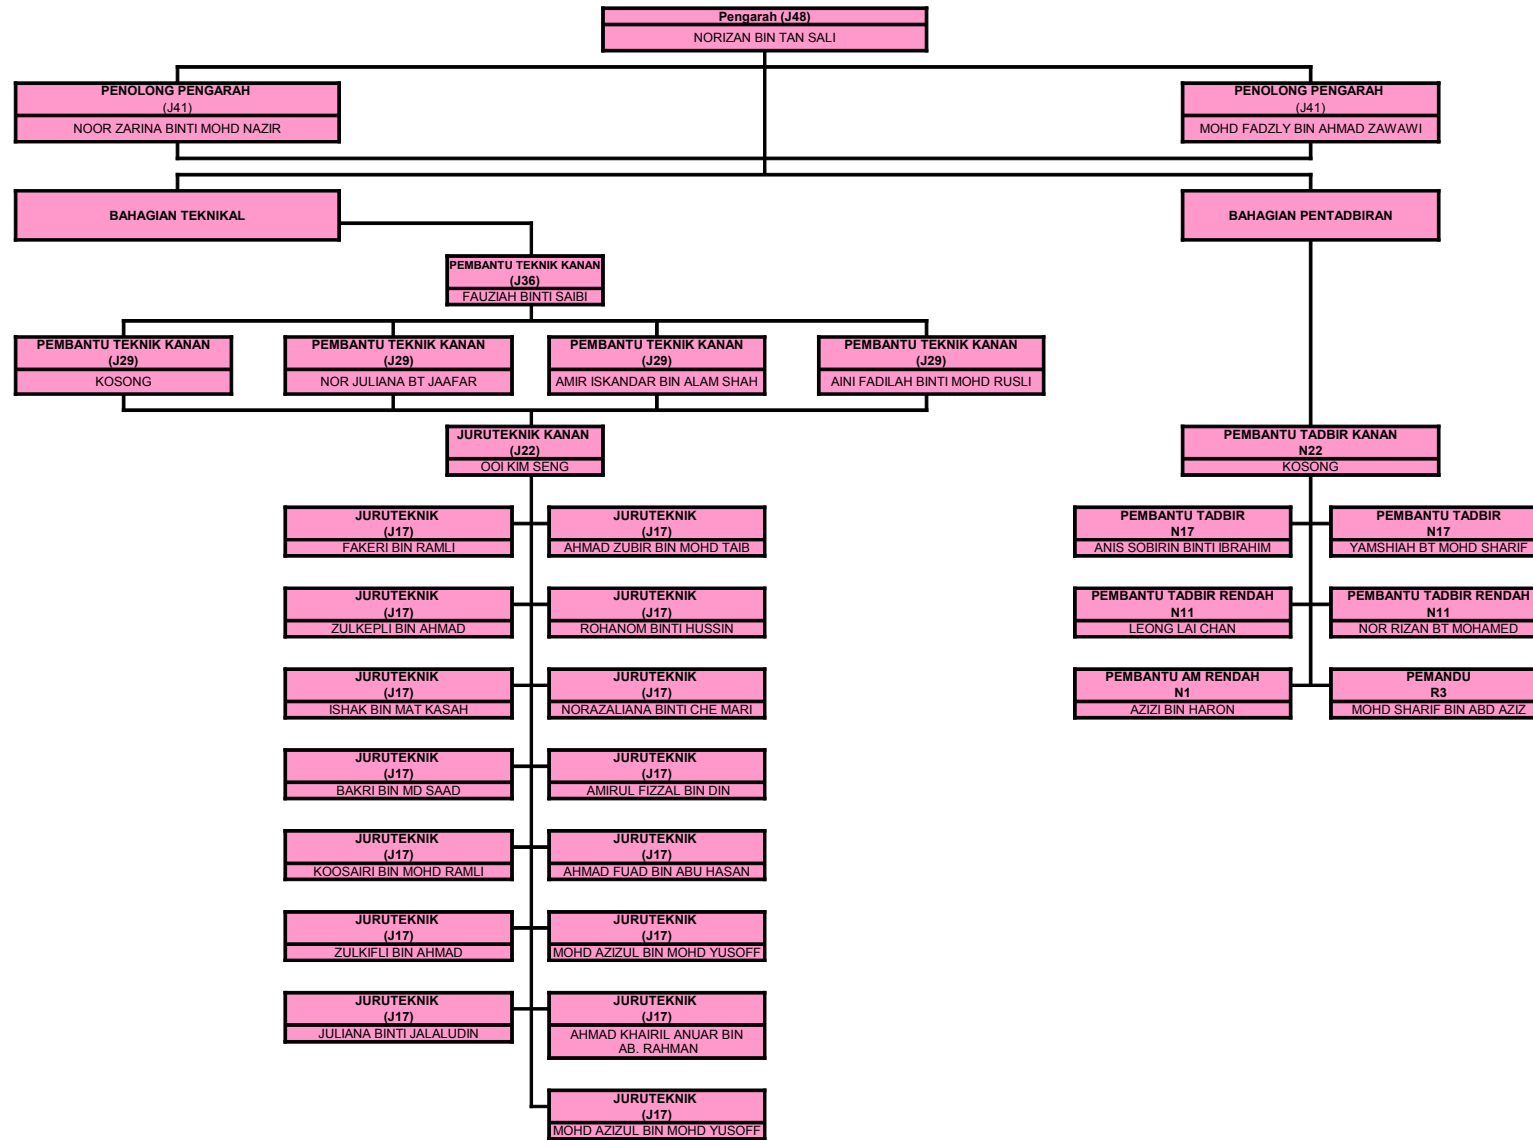 Pengarah (J48)
NORIZAN BIN TAN SALI
PENOLONG PENGARAH
(J41)
NOOR ZARINA BINTI MOHD NAZIR
PENOLONG PENGARAH
(J41)
MOHD FADZLY BIN AHMAD ZAWAWI
BAHAGIAN TEKNIKAL
BAHAGIAN PENTADBIRAN
PEMBANTU TEKNIK KANAN
(J36)
FAUZIAH BINTI SAIBI
PEMBANTU TEKNIK KANAN
(J29)
KOSONG
PEMBANTU TEKNIK KANAN
(J29)
NOR JULIANA BT JAAFAR
PEMBANTU TEKNIK KANAN
(J29)
AMIR ISKANDAR BIN ALAM SHAH
PEMBANTU TEKNIK KANAN
(J29)
AINI FADILAH BINTI MOHD RUSLI
JURUTEKNIK KANAN
(J22)
OOI KIM SENG
PEMBANTU TADBIR KANAN
N22
KOSONG
JURUTEKNIK
(J17)
FAKERI BIN RAMLI
JURUTEKNIK
(J17)
AHMAD ZUBIR BIN MOHD TAIB
PEMBANTU TADBIR
N17
ANIS SOBIRIN BINTI IBRAHIM
PEMBANTU TADBIR
N17
YAMSHIAH BT MOHD SHARIF
JURUTEKNIK
(J17)
ZULKEPLI BIN AHMAD
JURUTEKNIK
(J17)
ROHANOM BINTI HUSSIN
PEMBANTU TADBIR RENDAH
N11
LEONG LAI CHAN
PEMBANTU TADBIR RENDAH
N11
NOR RIZAN BT MOHAMED
JURUTEKNIK
(J17)
ISHAK BIN MAT KASAH
JURUTEKNIK
(J17)
NORAZALIANA BINTI CHE MARI
PEMBANTU AM RENDAH
N1
AZIZI BIN HARON
PEMANDU
R3
MOHD SHARIF BIN ABD AZIZ
JURUTEKNIK
(J17)
BAKRI BIN MD SAAD
JURUTEKNIK
(J17)
AMIRUL FIZZAL BIN DIN
JURUTEKNIK
(J17)
KOOSAIRI BIN MOHD RAMLI
JURUTEKNIK
(J17)
AHMAD FUAD BIN ABU HASAN
JURUTEKNIK
(J17)
ZULKIFLI BIN AHMAD
JURUTEKNIK
(J17)
MOHD AZIZUL BIN MOHD YUSOFF
JURUTEKNIK
(J17)
JULIANA BINTI JALALUDIN
JURUTEKNIK
(J17)
AHMAD KHAIRIL ANUAR BIN
AB. RAHMAN
JURUTEKNIK
(J17)
MOHD AZIZUL BIN MOHD YUSOFF